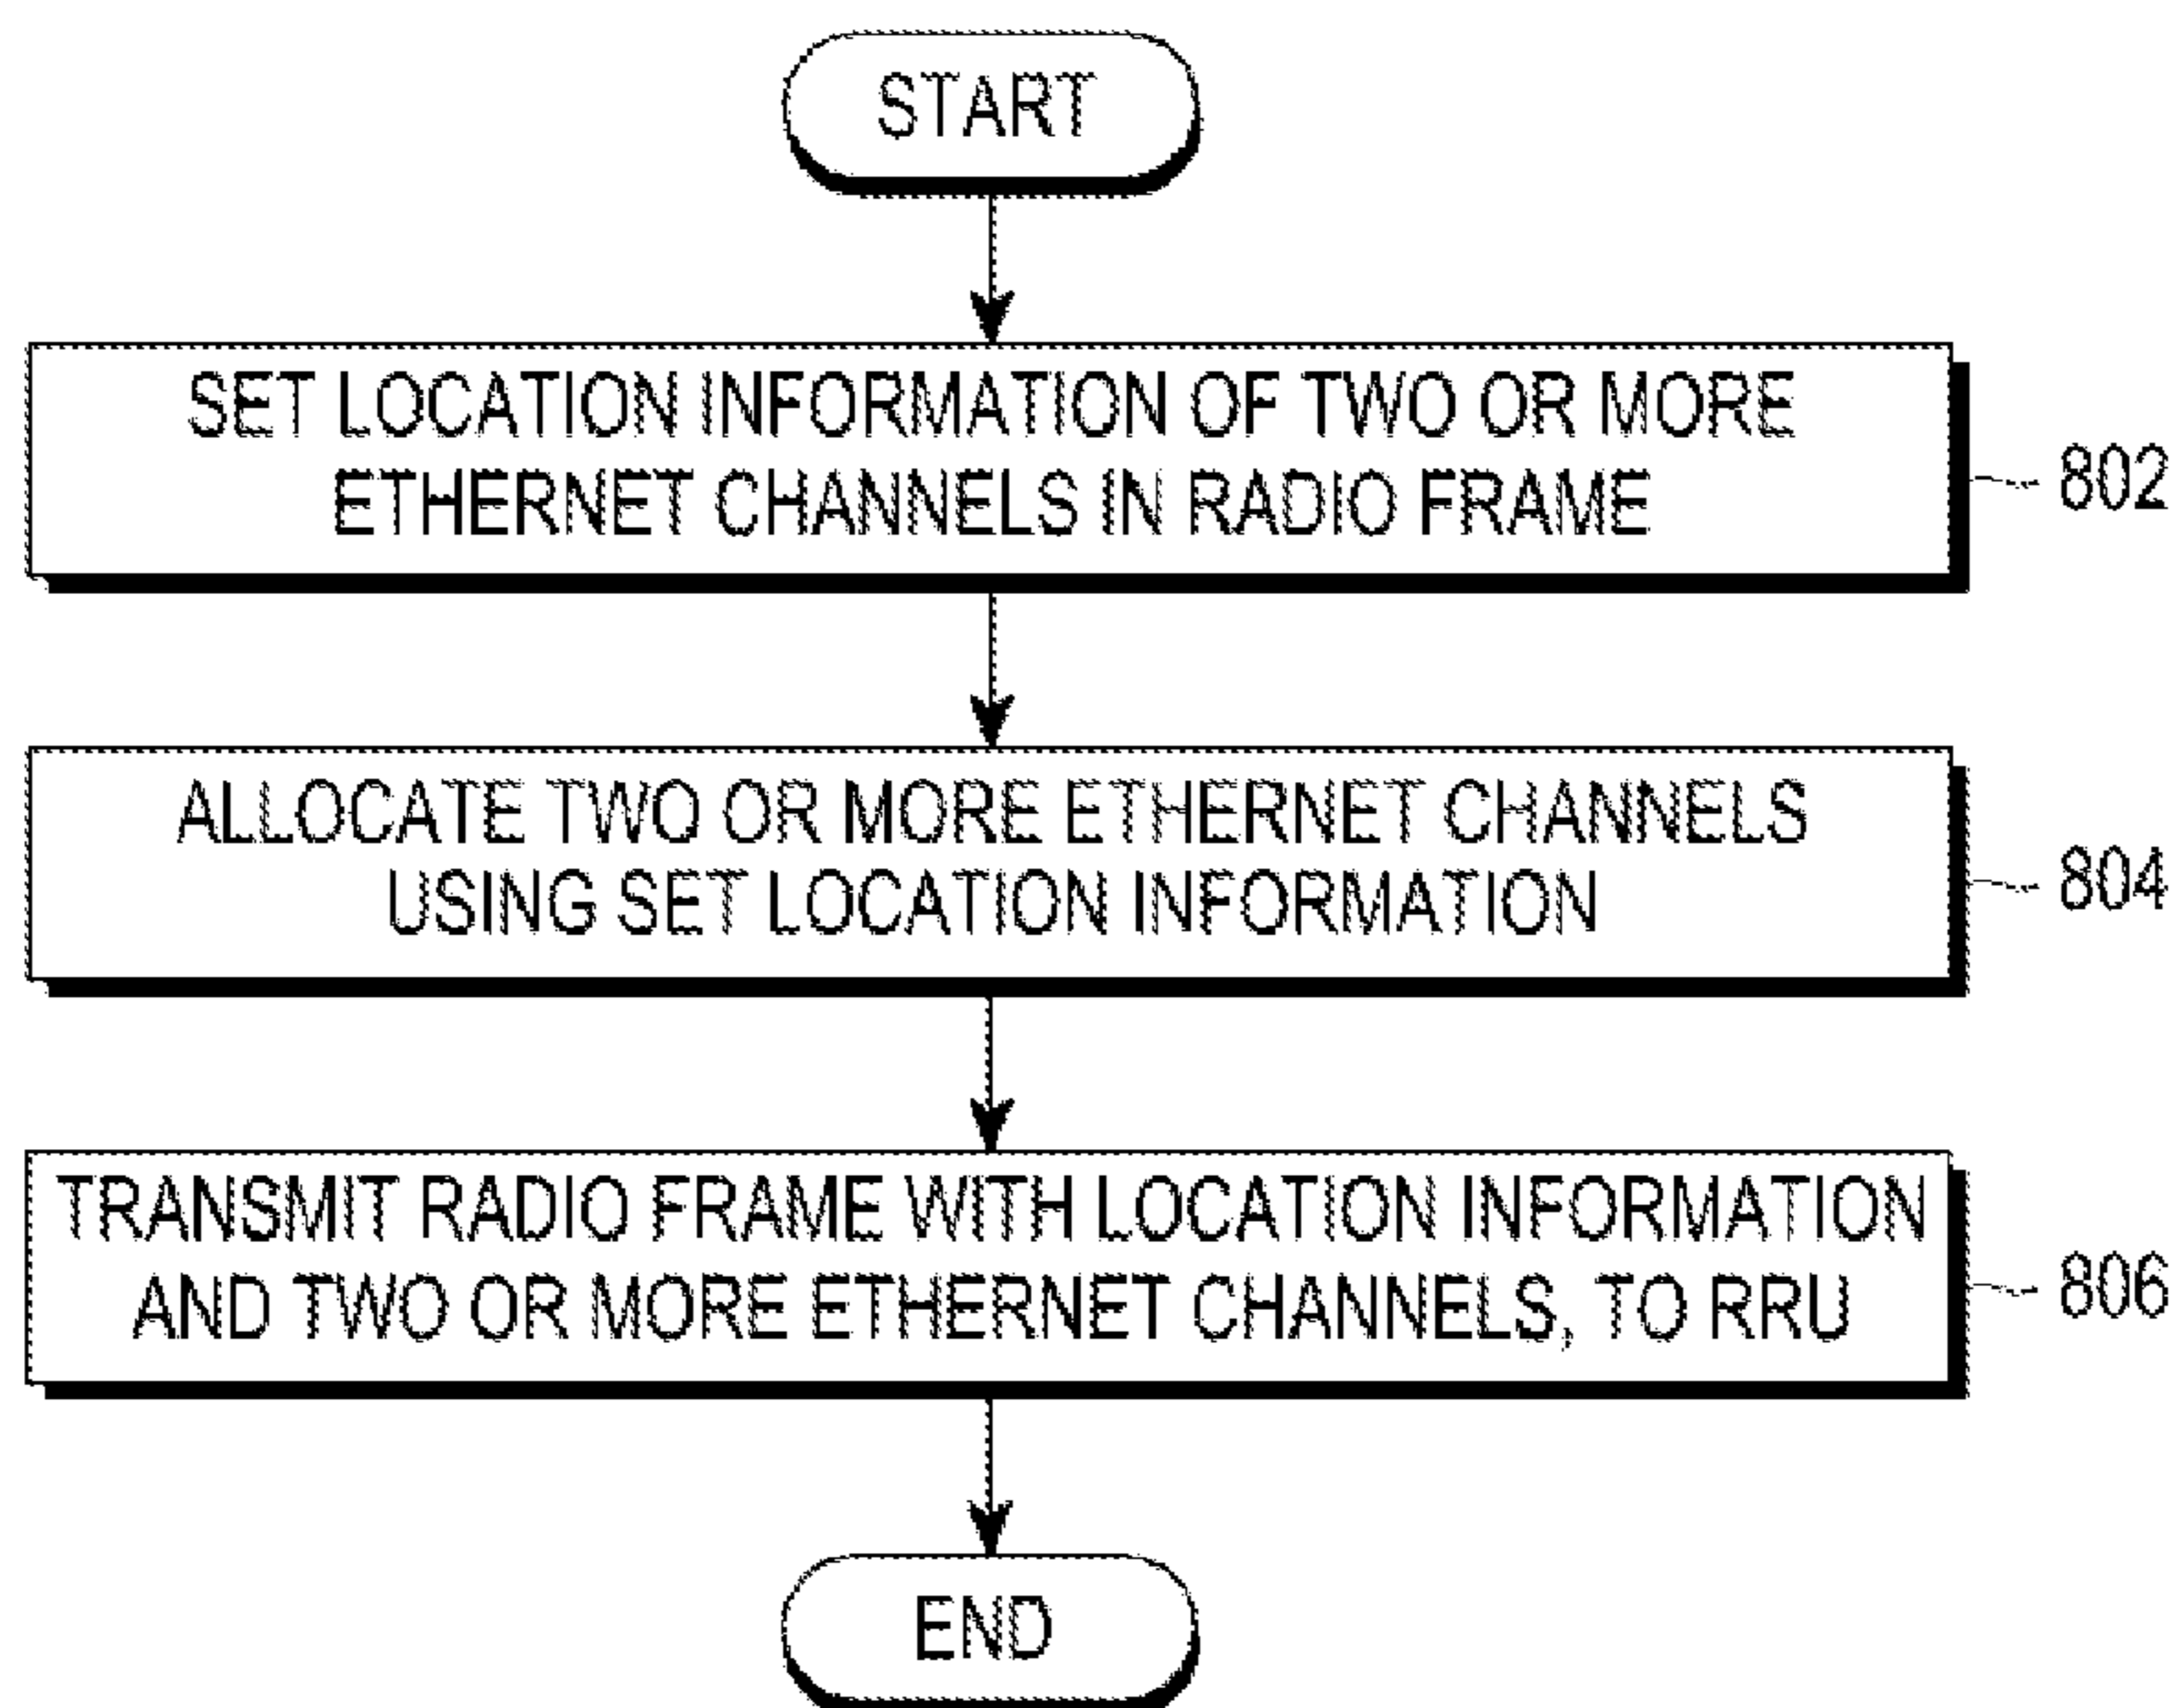 START
SET LOCATION INFORMATION OF TWO OR MORE
ETHERNET CHANNELS IN RADIO FRAME
802
ALLOCATE TWO OR MORE ETHERNET CHANNELS
USING SET LOCATION INFORMATION
804
TRANSMIT RADIO FRAME WITH LOCATION INFORMATION
AND TWO OR MORE ETHERNET CHANNELS, TO RRU
806
END